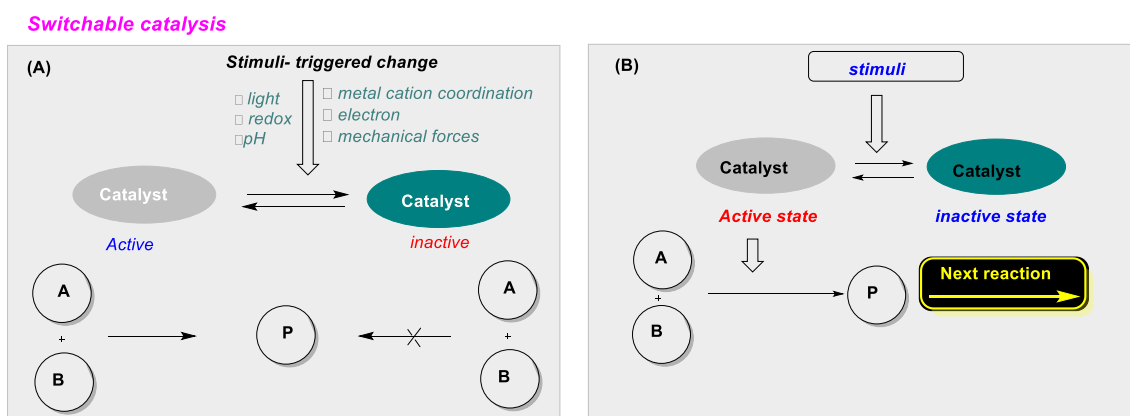 Switchable catalysis
(A)
Stimuli- triggered change
□ light
□ redox
□pH
□ metal cation coordination
□ electron
□ mechanical forces
Catalyst
Catalyst
Active
inactive
A
+
B
P
A
+
B
(B)
stimuli
Catalyst
Catalyst
Active state
inactive state
A
+
B
P
Next reaction